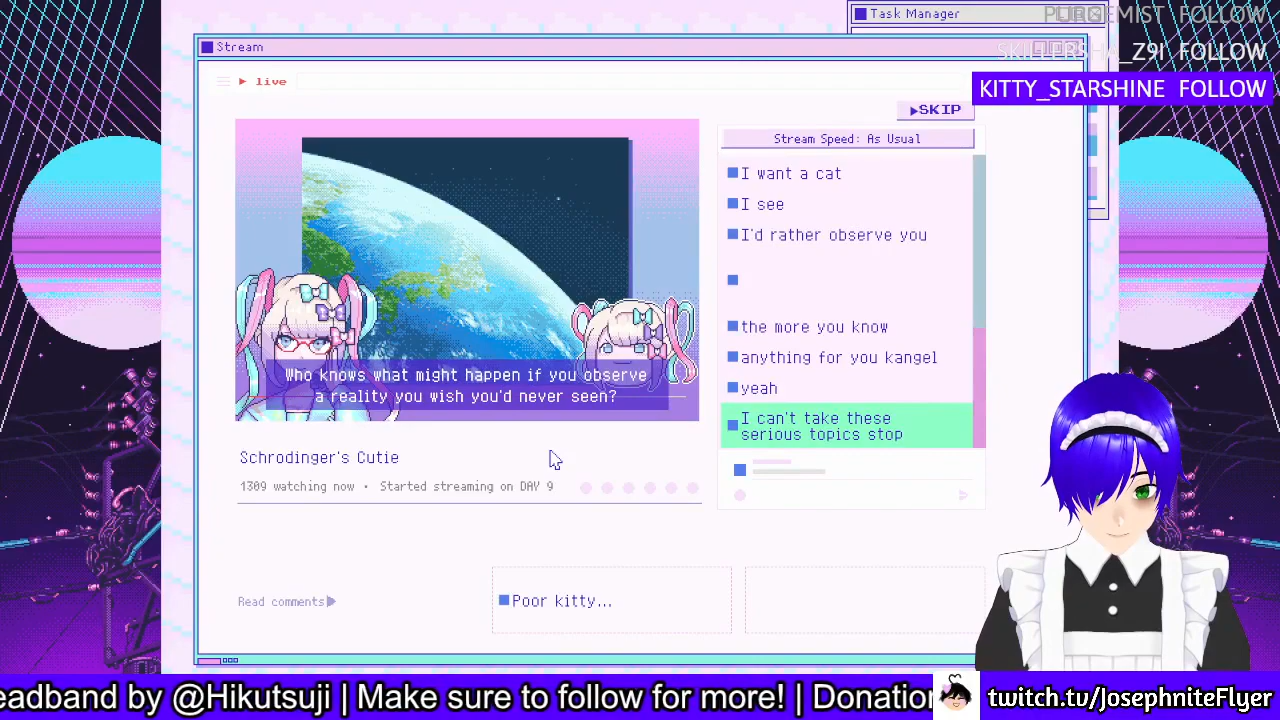 Task Manager
PURGEMIST FOLLOW
Stream
FOLLOW
KITTY_STARSHINE FOLLOW
live
▶SKIP
Stream Speed: As Usual
I want a cat
I see
I'd rather observe you
the more you know
anything for you kangel
yeah
I can't take these
serious topics stop
Who knows what might happen if you observe
a reality you wish you'd never seen?
Schrodinger's Cutie
1309 watching now • Started streaming on DAY 9
Read comments▶
Poor kitty...
eadband by @Hikutsuji | Make sure to follow for more! | Donation
twitch.tv/JosephniteFlyer